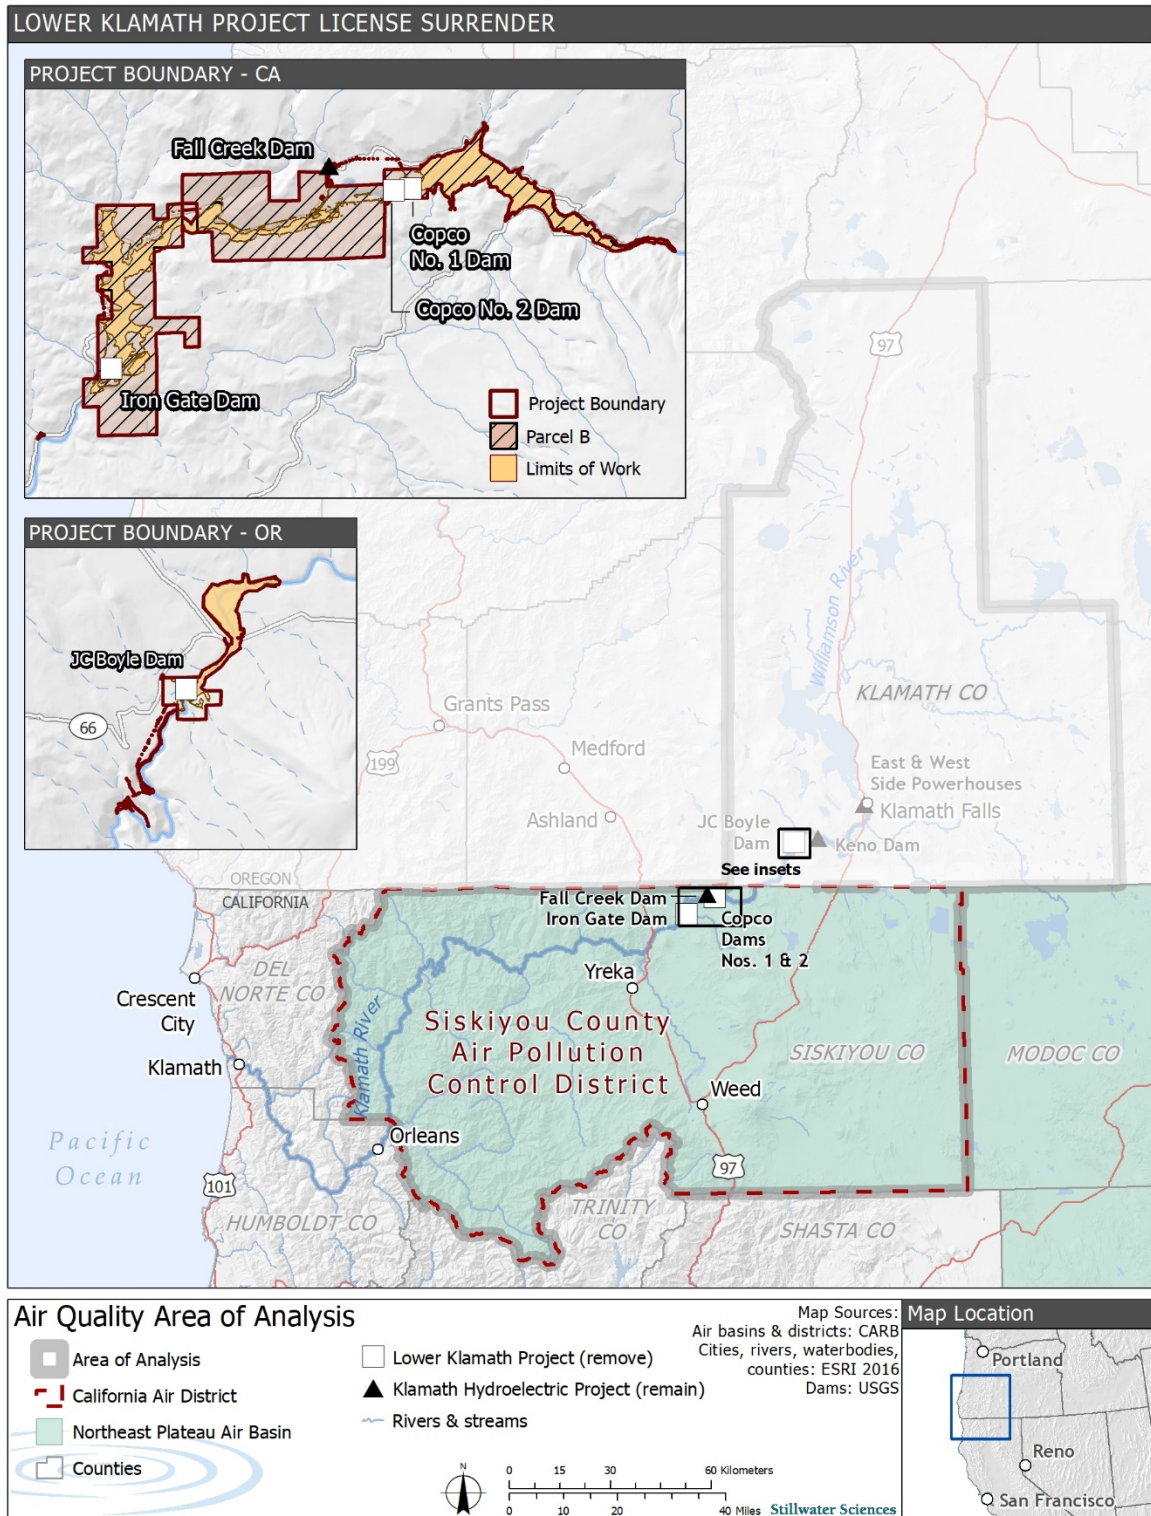 LOWER KLAMATH PROJECT LICENSE SURRENDER
PROJECT BOUNDARY - CA
Fall Creek Dam
Copco
No. 1 Dam
Copco No. 2 Dam
Iron Gate Dam
Project Boundary
Parcel B
Limits of Work
PROJECT BOUNDARY - OR
JC Boyle Dam
66
97
Williamson River
KLAMATH CO
Grants Pass
199
Medford
East & West
Side Powerhouses
Klamath Falls
Ashland
JC Boyle
Dam
Keno Dam
See insets
OREGON
CALIFORNIA
Fall Creek Dam
Iron Gate Dam
Copco
Dams
Nos. 1 & 2
DEL
NORTE CO
Crescent
City
Yreka
Klamath River
Siskiyou County
Air Pollution
Control District
SISKIYOU CO
MODOC CO
Klamath
Weed
Pacific
Ocean
Orleans
101
97
HUMBOLDT CO
TRINITY
CO
SHASTA CO
Air Quality Area of Analysis
Area of Analysis
California Air District
Northeast Plateau Air Basin
Counties
Lower Klamath Project (remove)
Klamath Hydroelectric Project (remain)
Rivers & streams
Map Sources:
Air basins & districts: CARB
Cities, rivers, waterbodies,
counties: ESRI 2016
Dams: USGS
N
0 15 30 60 Kilometers
0 10 20 40 Miles
Stillwater Sciences
Map Location
Portland
Reno
San Francisco